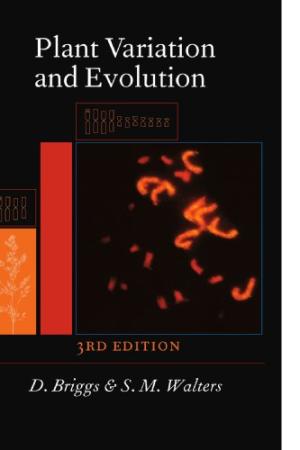 Plant Variation
and Evolution
3RD EDITION
D. Briggs & S. M. Walters